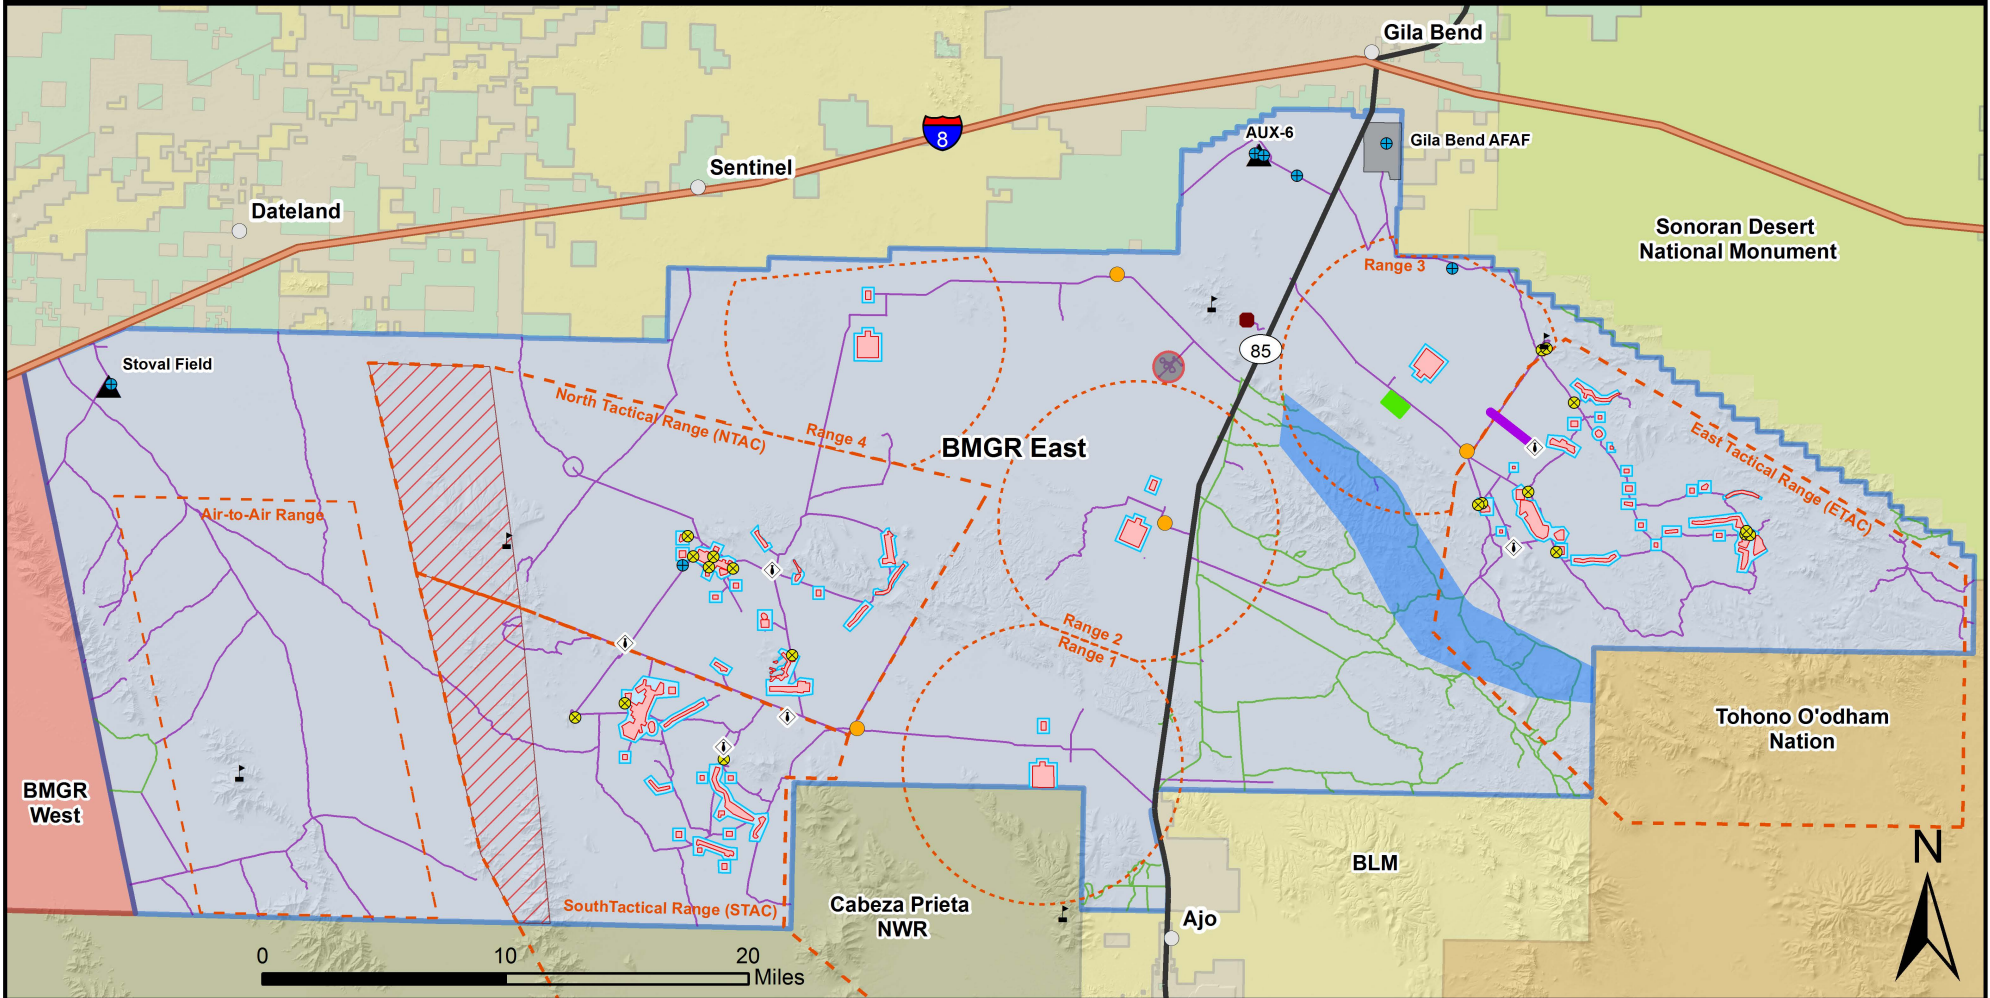 Gila Bend
AUX-6
Gila Bend AFAF
8
Sentinel
Dateland
Sonoran Desert
National Monument
Range 3
Stoval Field
85
North Tactical Range (NTAC)
Range 4
BMGR East
East Tactical Range (ETAC)
Air-to-Air Range
Range 2
Range 1
Tohono O'odham
Nation
BMGR
West
BLM
N
SouthTactical Range (STAC)
Cabeza Prieta
NWR
Ajo
0 10 20
Miles